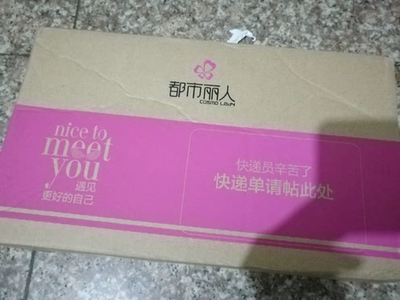 都市丽人
COSMO LADY
nice to
meet
you
遇见
更好的自己
快递员辛苦了
快递单请帖此处